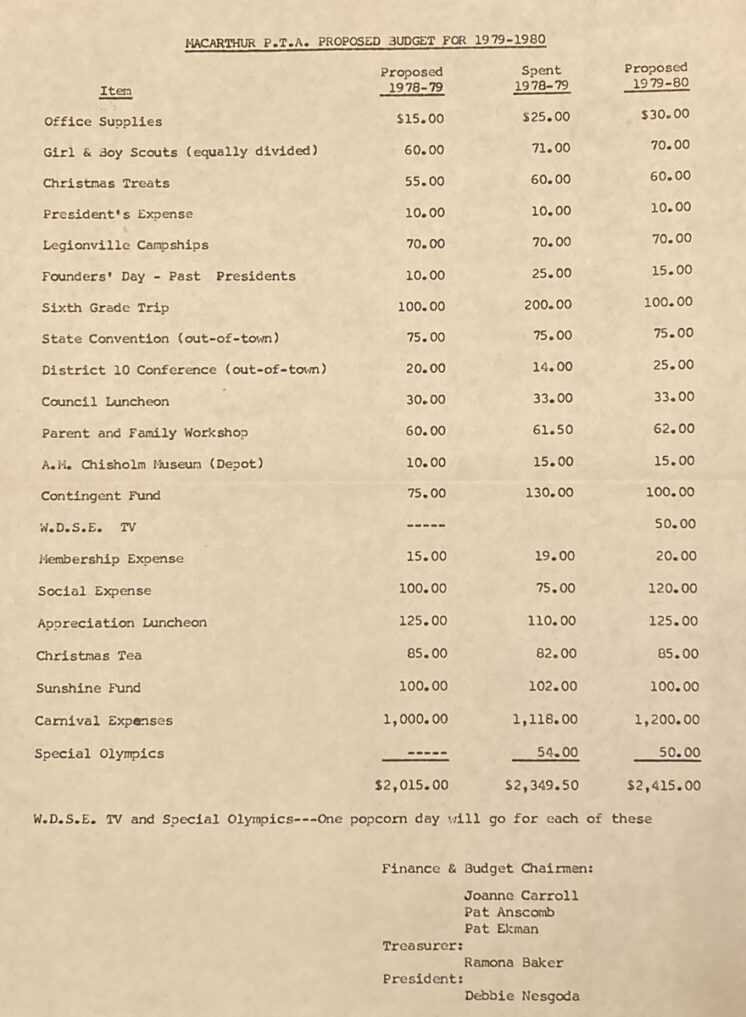 MACARTHUR P.T.A. PROPOSED BUDGET FOR 1979-1980
Item Proposed 1978-79 Spent 1978-79 Proposed 1979-80
Office Supplies $15.00 $25.00 $30.00
Girl & Boy Scouts (equally divided) 60.00 71.00 70.00
Christmas Treats 55.00 60.00 60.00
President's Expense 10.00 10.00 10.00
Legionville Campships 70.00 70.00 70.00
Founders' Day - Past Presidents 10.00 25.00 15.00
Sixth Grade Trip 100.00 200.00 100.00
State Convention (out-of-town) 75.00 75.00 75.00
District 10 Conference (out-of-town) 20.00 14.00 25.00
Council Luncheon 30.00 33.00 33.00
Parent and Family Workshop 60.00 61.50 62.00
A.M. Chisholm Museum (Depot) 10.00 15.00 15.00
Contingent Fund 75.00 130.00 100.00
W.D.S.E. TV ----- 50.00
Membership Expense 15.00 19.00 20.00
Social Expense 100.00 75.00 120.00
Appreciation Luncheon 125.00 110.00 125.00
Christmas Tea 85.00 82.00 85.00
Sunshine Fund 100.00 102.00 100.00
Carnival Expenses 1,000.00 1,118.00 1,200.00
Special Olympics ----- 54.00 50.00
$2,015.00 $2,349.50 $2,415.00
W.D.S.E. TV and Special Olympics---One popcorn day will go for each of these
Finance & Budget Chairmen:
Joanne Carroll
Pat Anscomb
Pat Ekman
Treasurer:
Ramona Baker
President:
Debbie Nesgoda